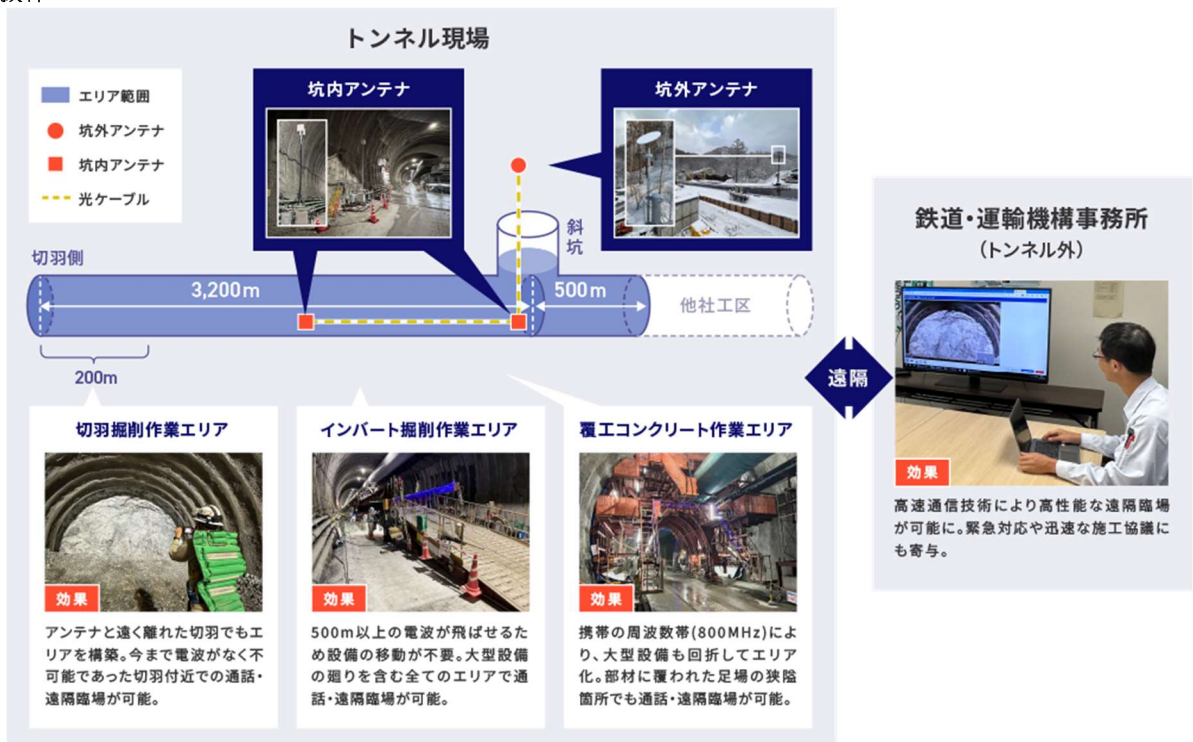 トンネル現場
エリア範囲
坑外アンテナ
坑内アンテナ
光ケーブル
坑内アンテナ
坑外アンテナ
斜坑
切羽側
3,200m
500m
他社工区
200m
切羽掘削作業エリア
効果
アンテナと遠く離れた切羽でもエ
リアを構築。今まで電波がなく不
可能であった切羽付近での通話・
遠隔臨場が可能。
インバート掘削作業エリア
効果
500m以上の電波が飛ばせるた
め設備の移動が不要。大型設備
の廻りを含む全てのエリアで通
話・遠隔臨場が可能。
覆工コンクリート作業エリア
効果
携帯の周波数帯(800MHz)によ
り、大型設備も回折してエリア
化。部材に覆われた足場の狭隘
箇所でも通話・遠隔臨場が可能。
遠隔
鉄道・運輸機構事務所
(トンネル外)
効果
高速通信技術により高性能な遠隔臨場
が可能に。緊急対応や迅速な施工協議に
も寄与。